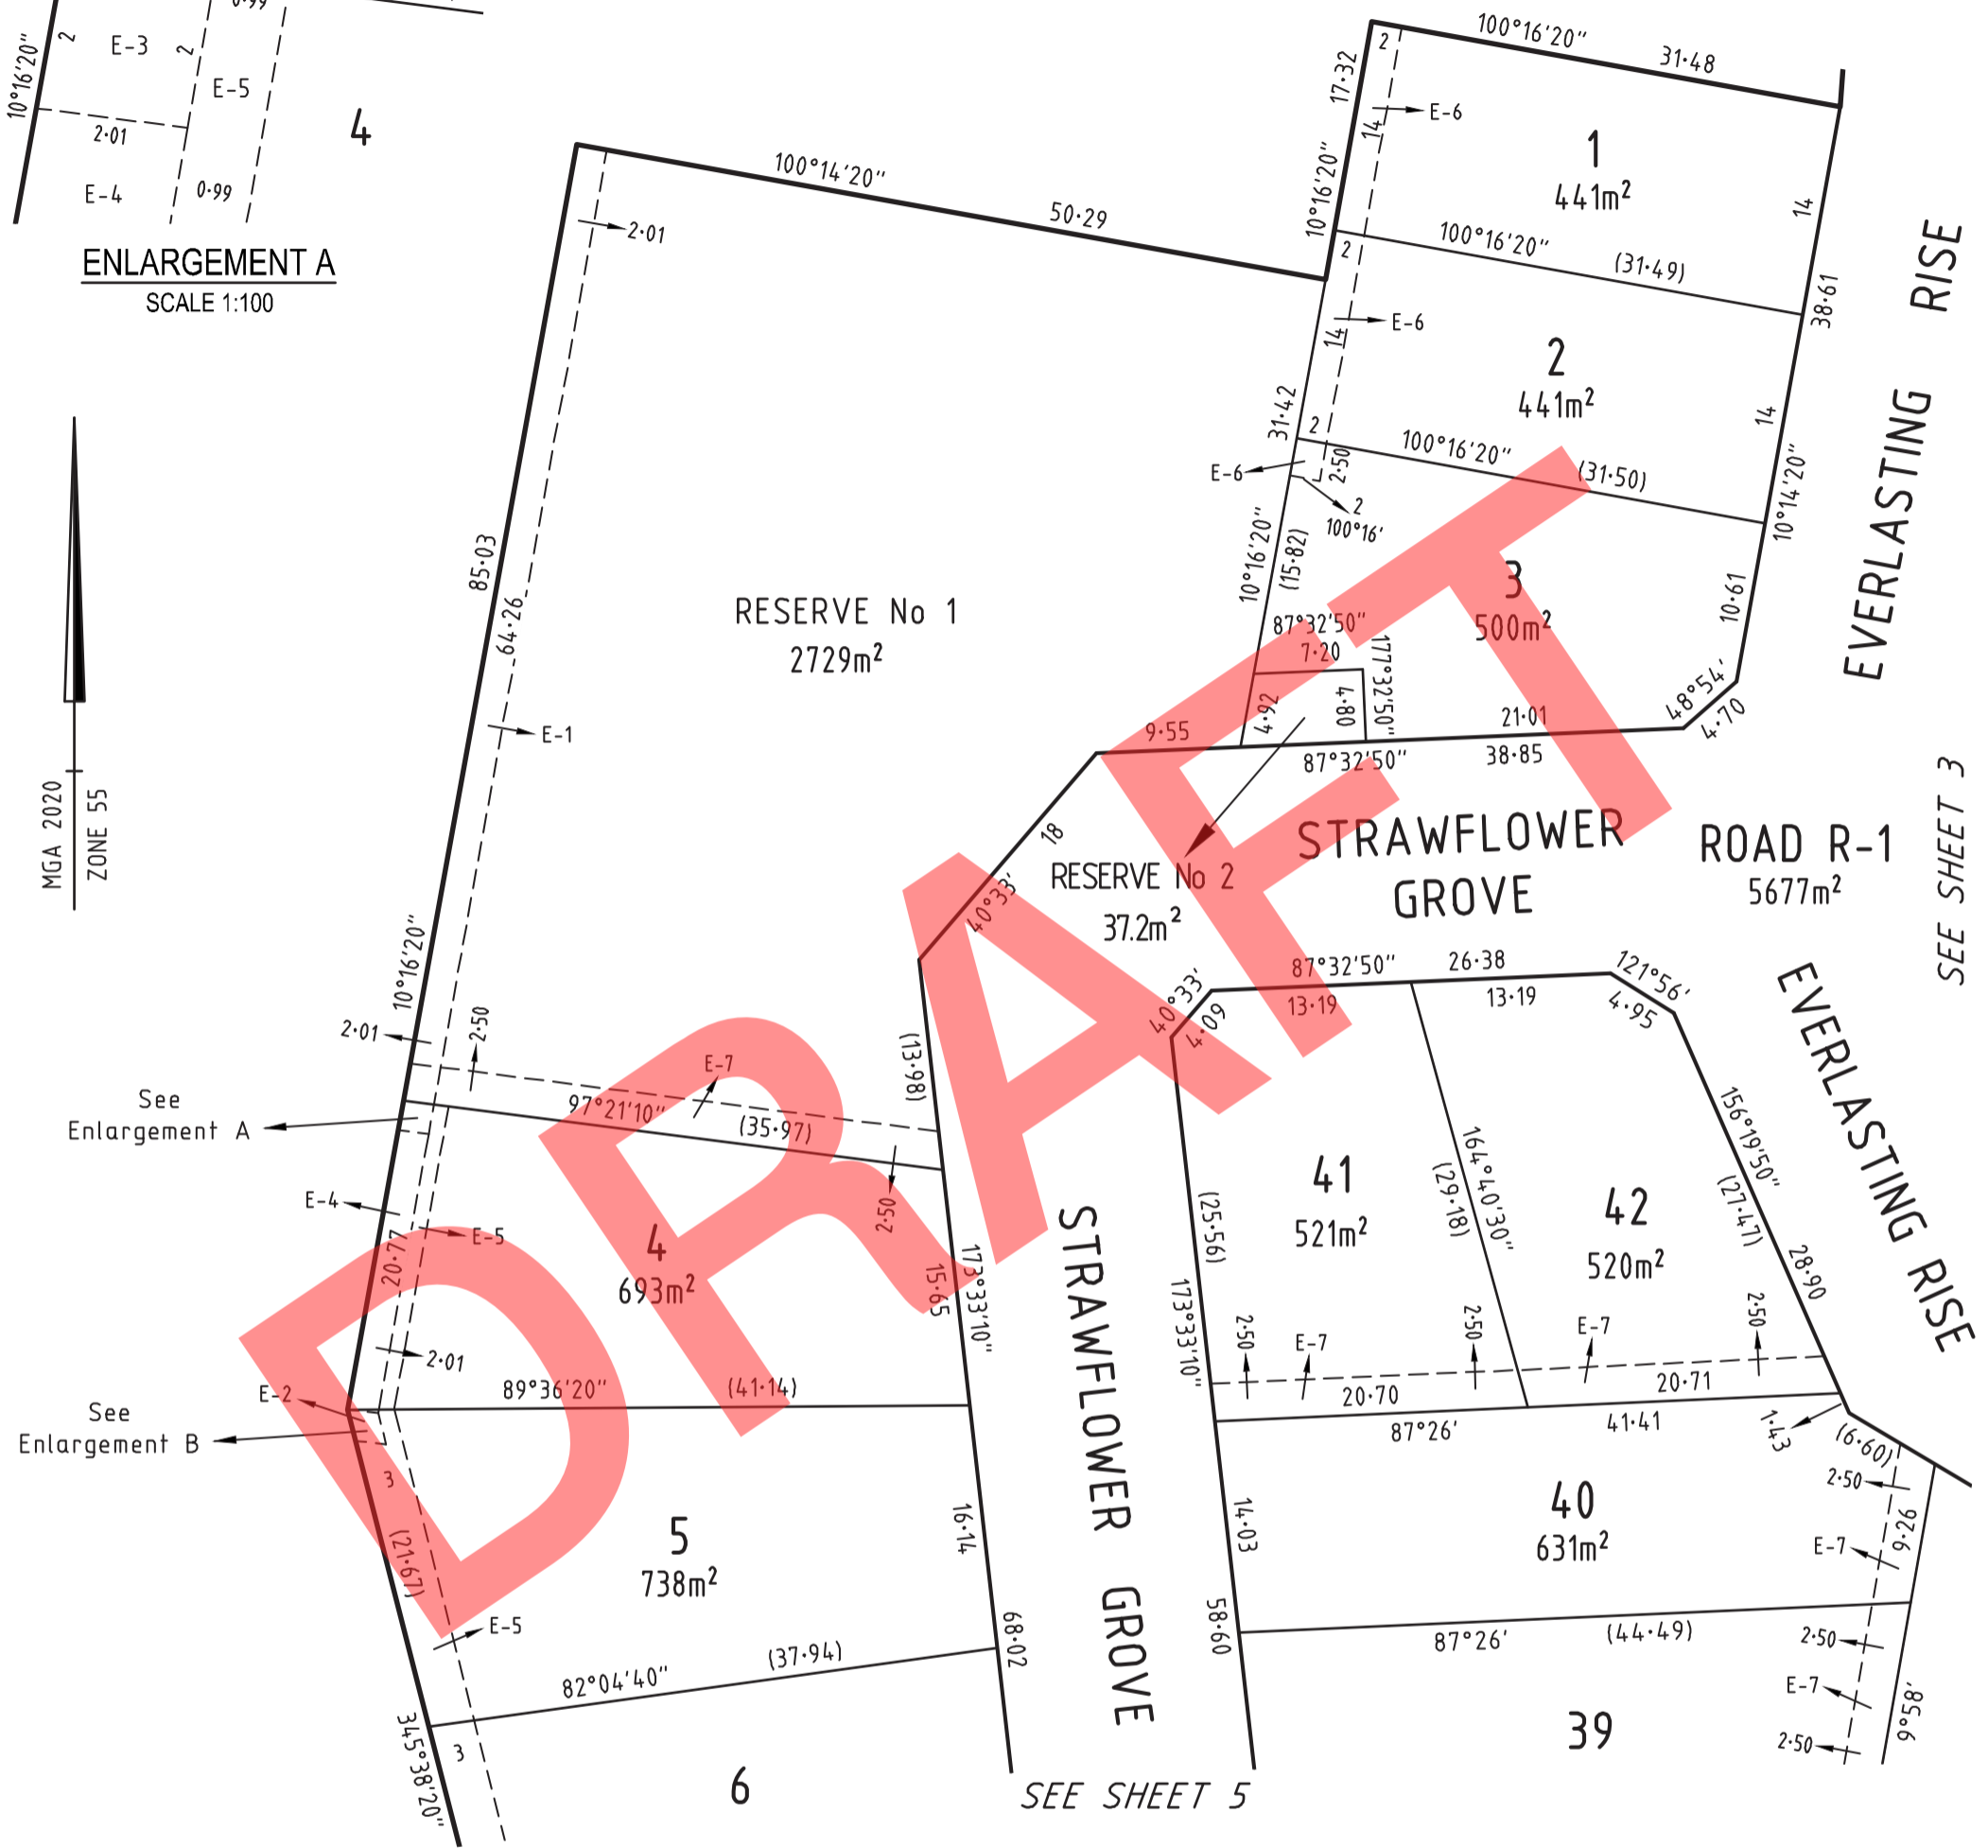 0·99
10°16'20"
2
E-3
2
E-5
2·01
4
E-4
0·99
ENLARGEMENT A
SCALE 1:100
MGA 2020
ZONE 55
100°14'20"
50·29
2·01
85·03
64·26
RESERVE No 1
2729m²
E-1
10°16'20"
2·01
2·50
See
Enlargement A
E-7
97°21'10"
(35·97)
(13·98)
2·50
E-4
E-5
20·77
4
693m²
15·65
173°33'10"
2·01
E-2
89°36'20"
(41·14)
See
Enlargement B
3
(21·67)
5
738m²
16·14
E-5
68·02
82°04'40"
(37·94)
345°38'20"
3
6
100°16'20"
31·48
17·32
2
E-6
14
10°16'20"
1
441m²
14
2
100°16'20"
(31·49)
38·61
E-6
14
2
441m²
31·42
14
2
100°16'20"
(31·50)
E-6
2·50
2
100°16'
10°14'20"
10°16'20"
(15·82)
3
500m²
10·61
87°32'50"
7·20
177°32'50"
4·92
4·80
48°54'
4·70
9·55
21·01
87°32'50"
38·85
18
40°33'
RESERVE No 2
37.2m²
STRAWFLOWER
GROVE
ROAD R-1
5677m²
EVERLASTING RISE
SEE SHEET 3
EVERLASTING RISE
87°32'50"
26·38
121°56'
40°33'
4·09
13·19
13·19
4·95
156°19'50"
(27·47)
28·90
164°40'30"
(29·18)
41
521m²
42
520m²
(25·56)
173°33'10"
2·50
E-7
2·50
E-7
2·50
20·70
20·71
87°26'
41·41
1·43
(6·60)
2·50
9·26
40
631m²
E-7
14·03
58·60
87°26'
(44·49)
2·50
E-7
39
2·50
9°58'
STRAWFLOWER GROVE
SEE SHEET 5
DRAFT